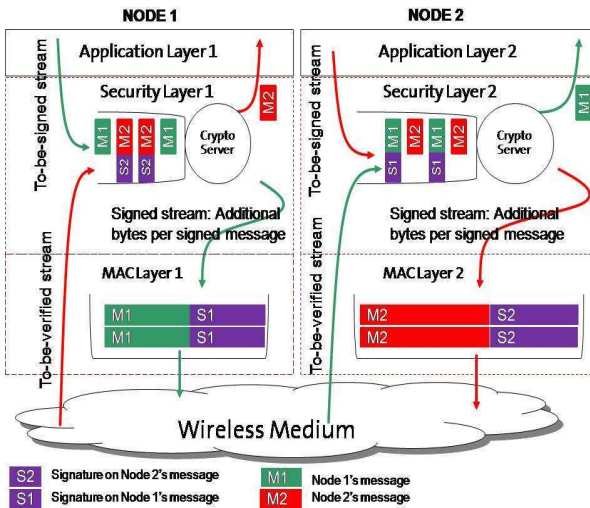 NODE 1
NODE 2
Application Layer 1
Application Layer 2
To-be-signed stream
Security Layer 1
M2
M1 M2 M2 M1
S2 S2
Crypto
Server
To-be-signed stream
Security Layer 2
M1
M1 M2 M1 M2
S1 S1
Crypto
Server
Signed stream: Additional
bytes per signed message
Signed stream: Additional
bytes per signed message
To-be-verified stream
MAC Layer 1
M1 S1
M1 S1
To-be-verified stream
MAC Layer 2
M2 S2
M2 S2
Wireless Medium
S2 Signature on Node 2's message
M1 Node 1's message
S1 Signature on Node 1's message
M2 Node 2's message